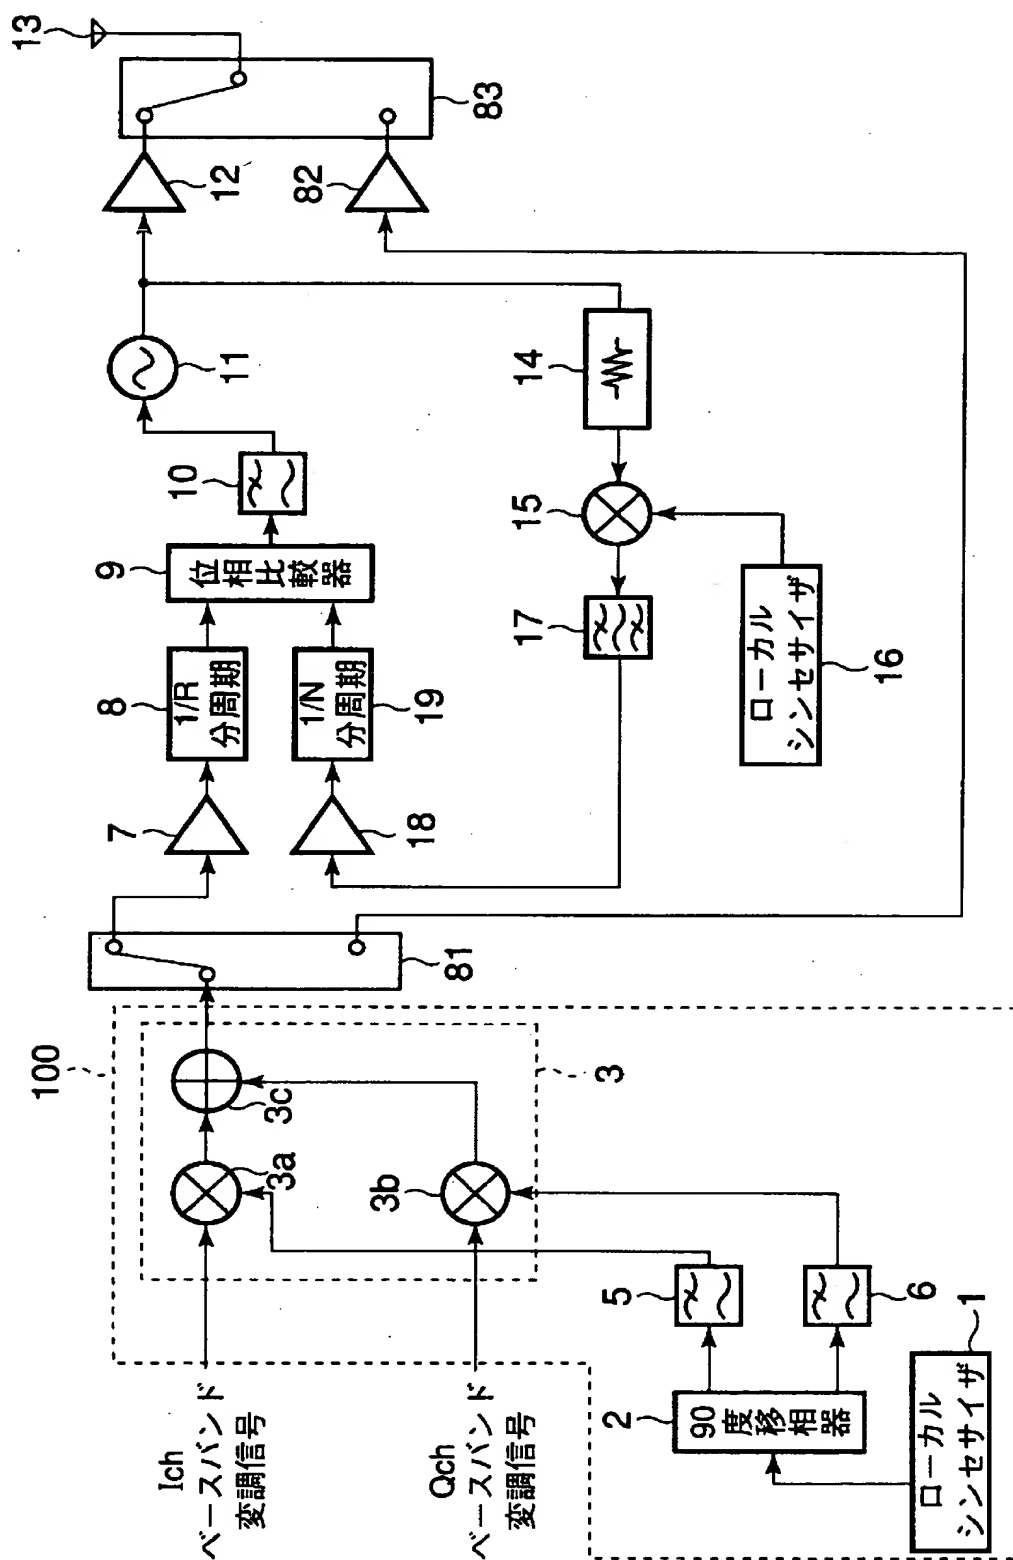 100
Ich
ベースバンド
変調信号
Qch
ベースバンド
変調信号
3a
3c
3b
3
5
6
2
90
度移相器
ローカル
シンセサイザ
1
81
7
8
1/R
分周期
18
19
1/N
分周期
9
位相比較器
10
11
12
13
83
82
14
15
17
ローカル
シンセサイザ
16